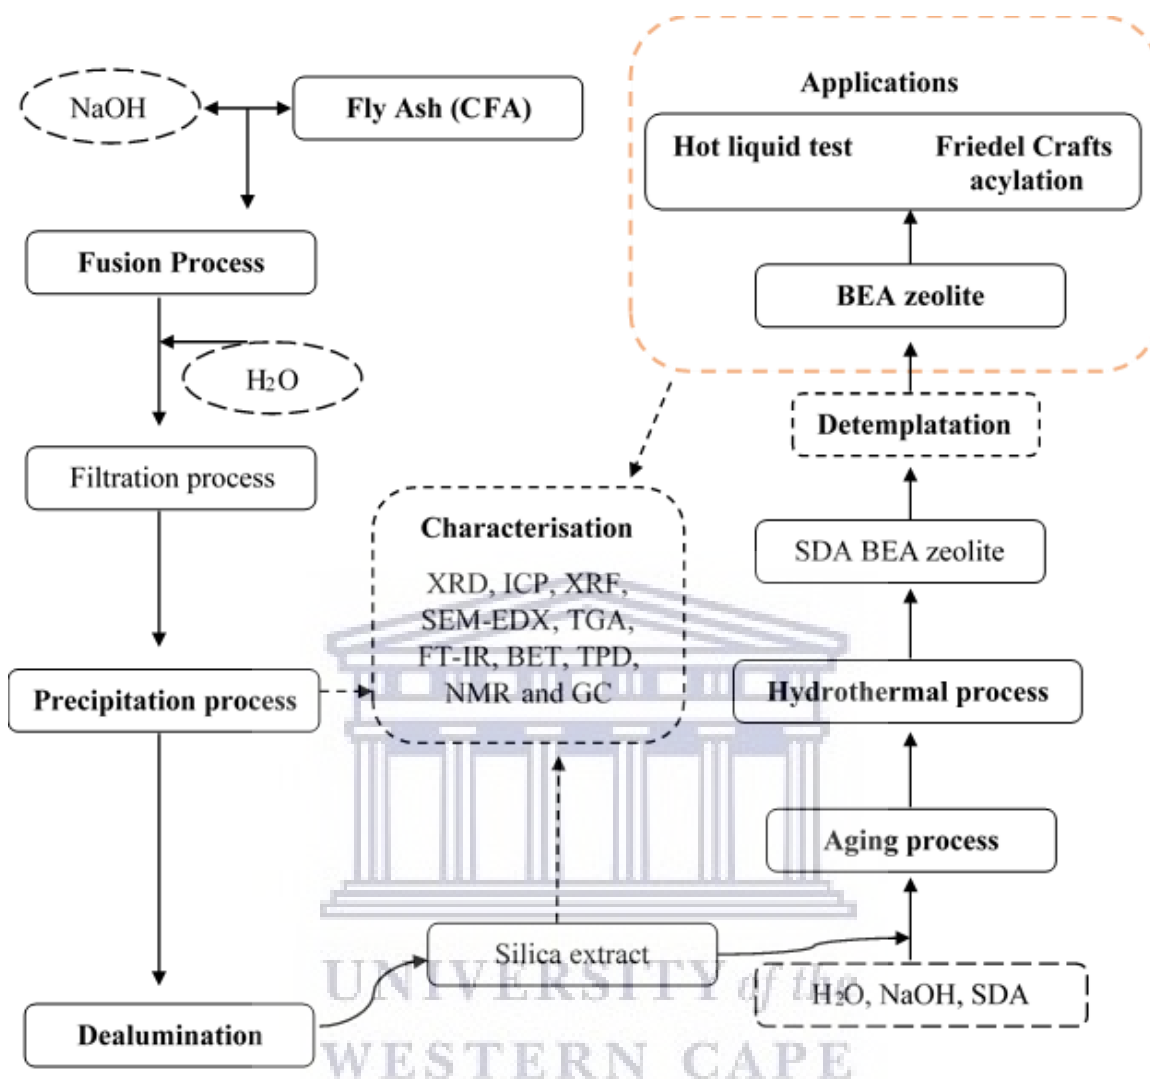 NaOH
Fly Ash (CFA)
Fusion Process
H₂O
Filtration process
Precipitation process
Dealumination
Characterisation
XRD, ICP, XRF,
SEM-EDX, TGA,
FT-IR, BET, TPD,
NMR and GC
Silica extract
H₂O, NaOH, SDA
Aging process
Hydrothermal process
SDA BEA zeolite
Detemplatation
BEA zeolite
Applications
Hot liquid test
Friedel Crafts
acylation
UNIVERSITY of the
WESTERN CAPE